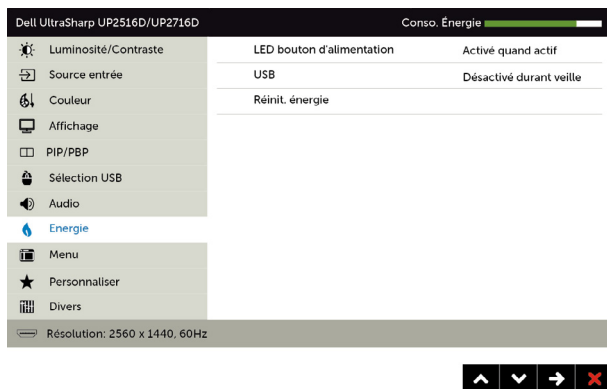 Dell UltraSharp UP2516D/UP2716D Conso. Énergie
Luminosité/Contraste
Source entrée
Couleur
Affichage
PIP/PBP
Sélection USB
Audio
Energie
Menu
Personnaliser
Divers
LED bouton d'alimentation Activé quand actif
USB Désactivé durant veille
Réinit. énergie
Résolution: 2560 x 1440, 60Hz